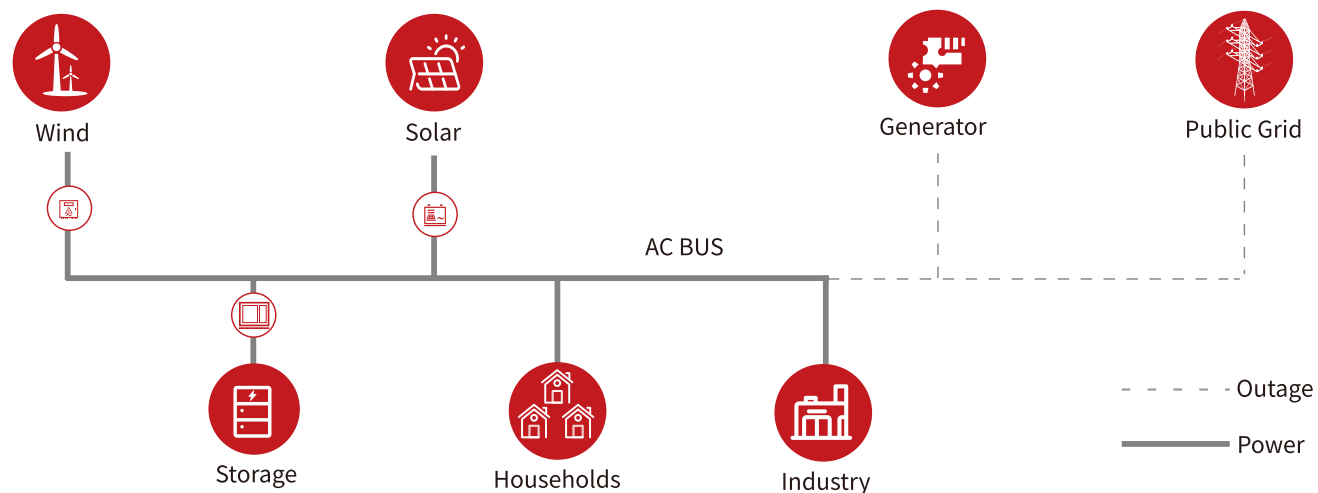 Wind
Solar
Generator
Public Grid
AC BUS
Storage
Households
Industry
Outage
Power